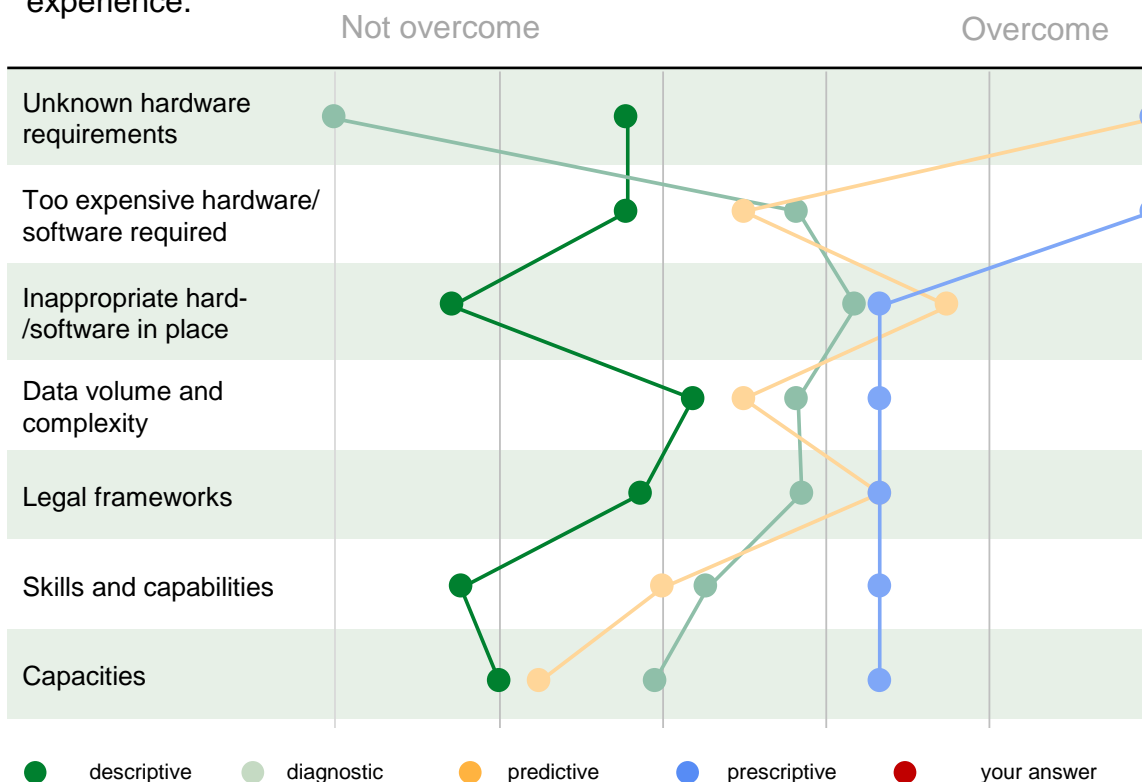 experience.
Not overcome
Overcome
Unknown hardware
requirements
Too expensive hardware/
software required
Inappropriate hard-
/software in place
Data volume and
complexity
Legal frameworks
Skills and capabilities
Capacities
descriptive diagnostic predictive prescriptive your answer